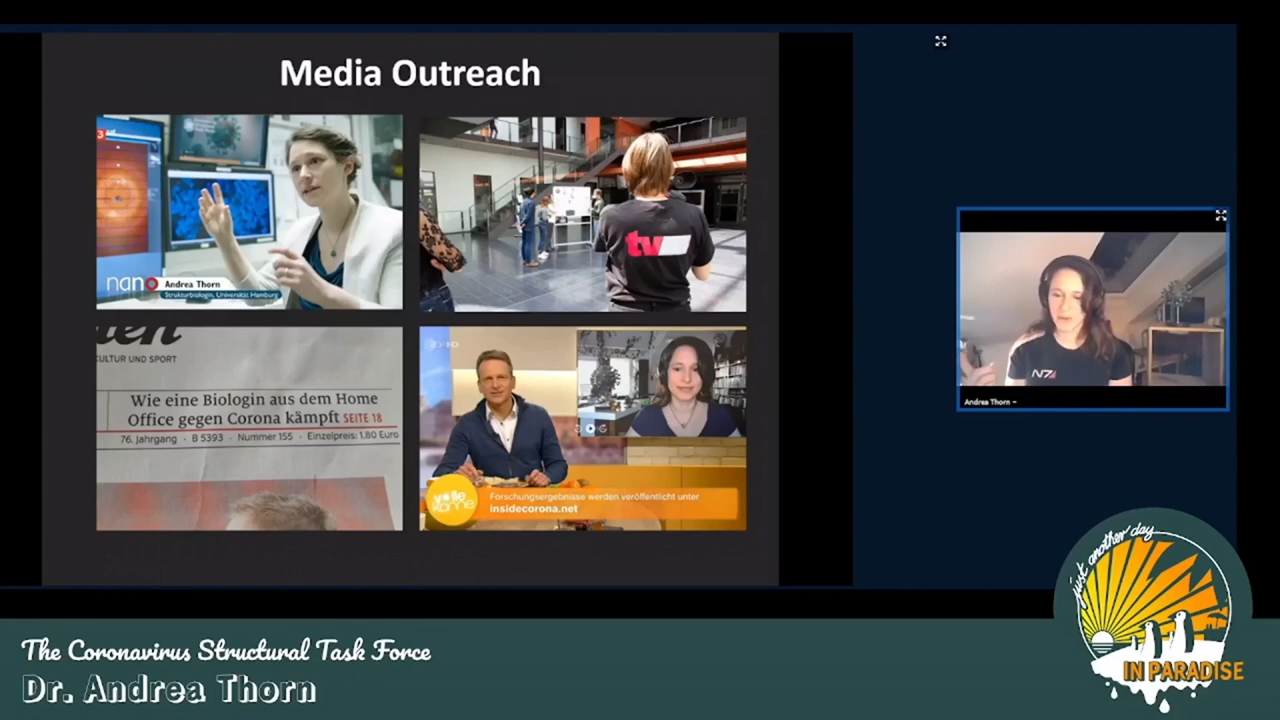 Media Outreach
3 sat
nano
Andrea Thorn
Strukturbiologin, Universität Hamburg
tv
KULTUR UND SPORT
Wie eine Biologin aus dem Home
Office gegen Corona kämpft SEITE 18
76. Jahrgang · B 5393 · Nummer 155 · Einzelpreis: 1.80 Euro
volle
kanne
Forschungsergebnisse werden veröffentlicht unter
insidecorona.net
N7
Andrea Thorn
just another day
IN PARADISE
The Coronavirus Structural Task Force
Dr. Andrea Thorn